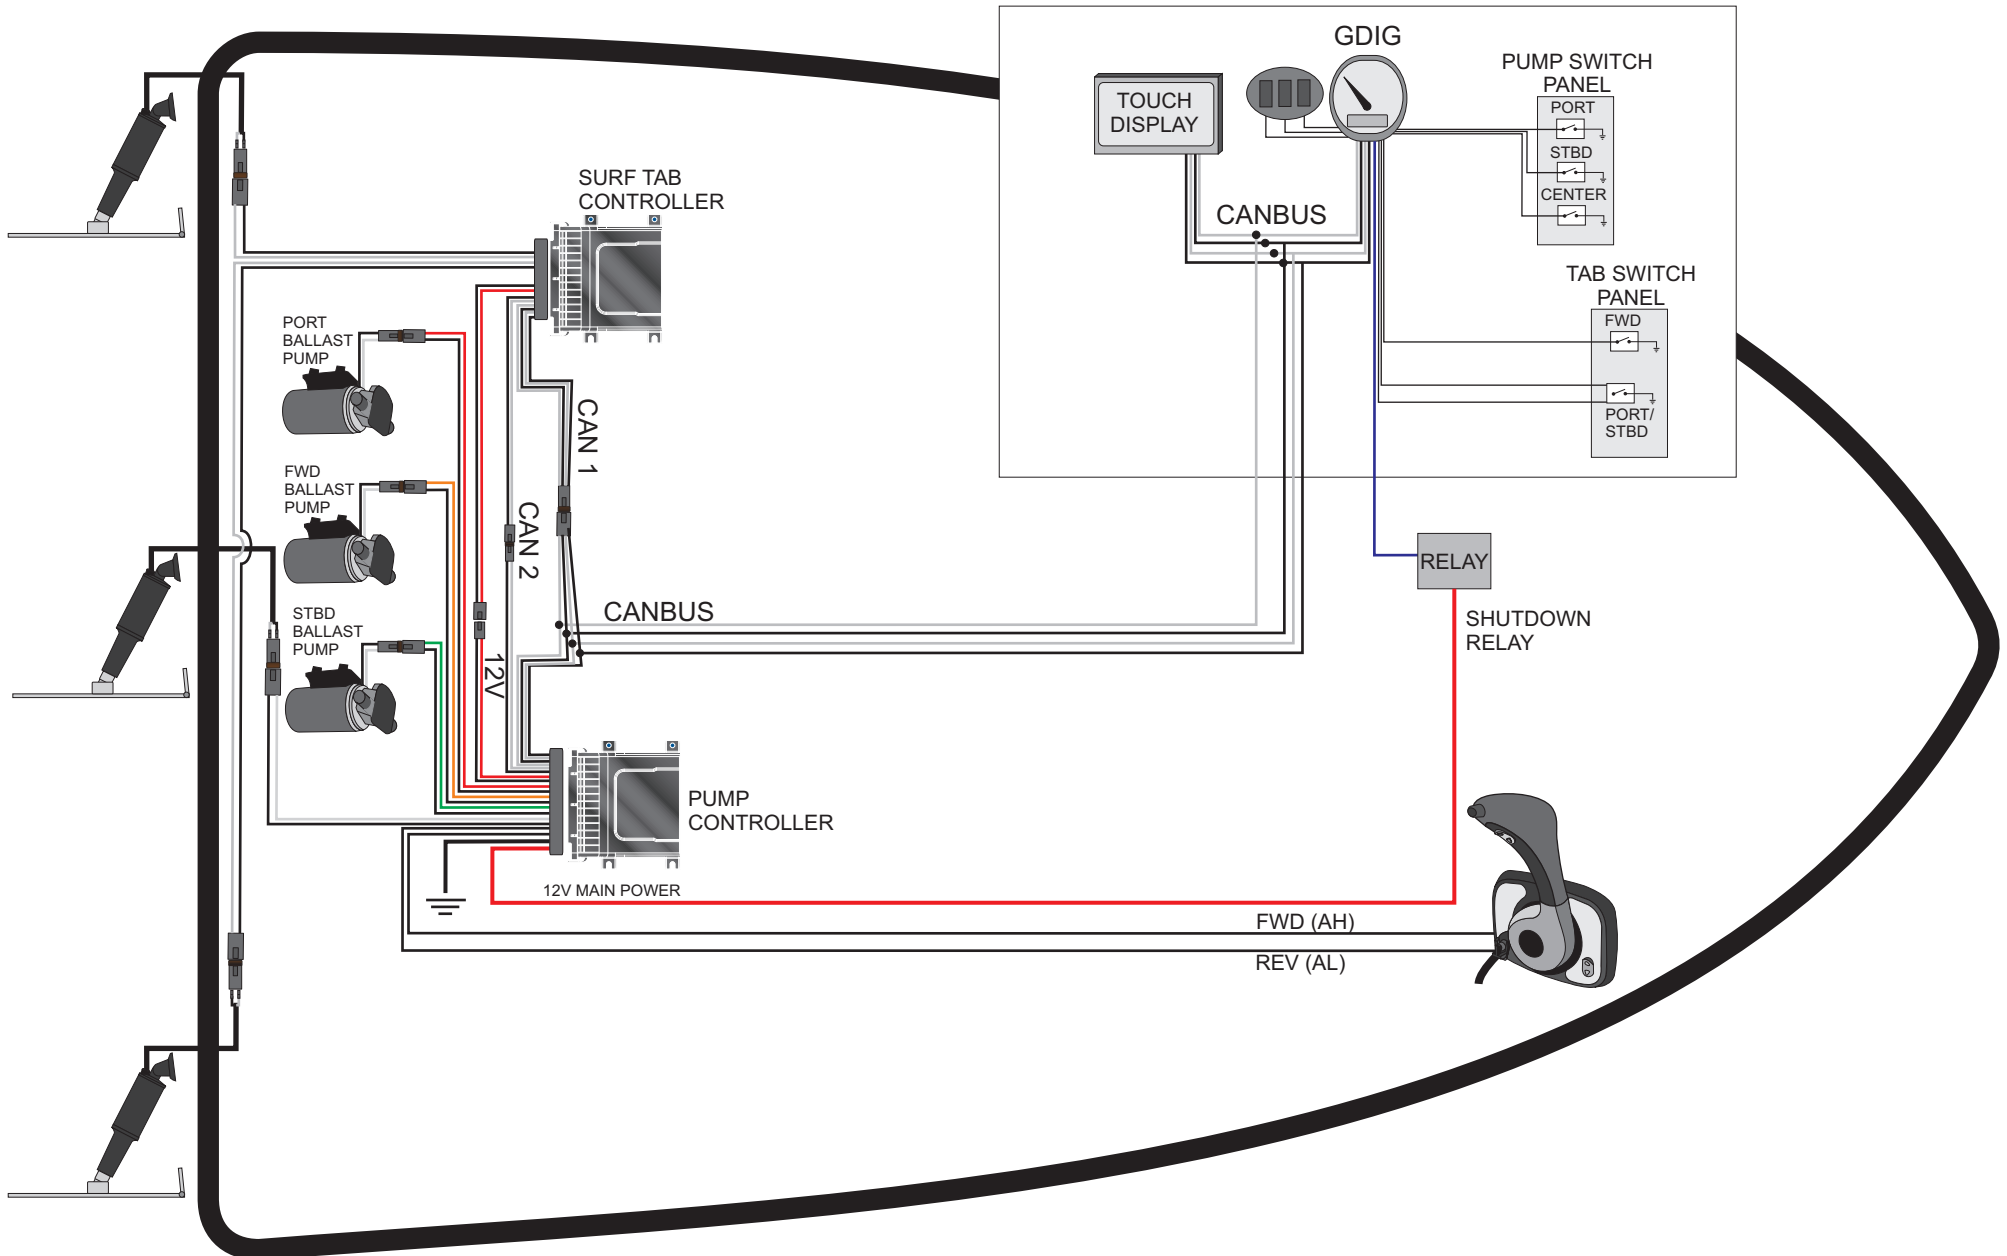 GDIG
PUMP SWITCH
PANEL
TOUCH
DISPLAY
PORT
STBD
CENTER
SURF TAB
CONTROLLER
CANBUS
TAB SWITCH
PANEL
FWD
PORT/
STBD
PORT
BALLAST
PUMP
CAN 1
FWD
BALLAST
PUMP
CAN 2
RELAY
STBD
BALLAST
PUMP
CANBUS
SHUTDOWN
RELAY
12V
PUMP
CONTROLLER
12V MAIN POWER
FWD (AH)
REV (AL)